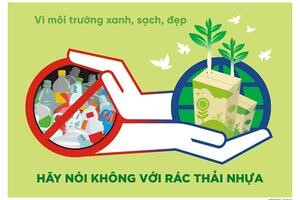 Vì môi trường xanh, sạch, đẹp
HÃY NÓI KHÔNG VỚI RÁC THẢI NHỰA